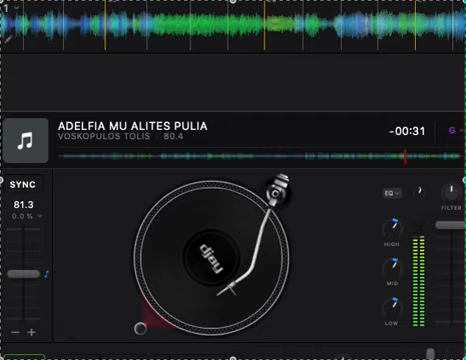 1
ADELFIA MU ALITES PULIA
VOSKOPULOS TOLIS 80.4
-00:31
G
SYNC
81.3
0.0 %
EQ
FILTER
HIGH
MID
LOW
djay